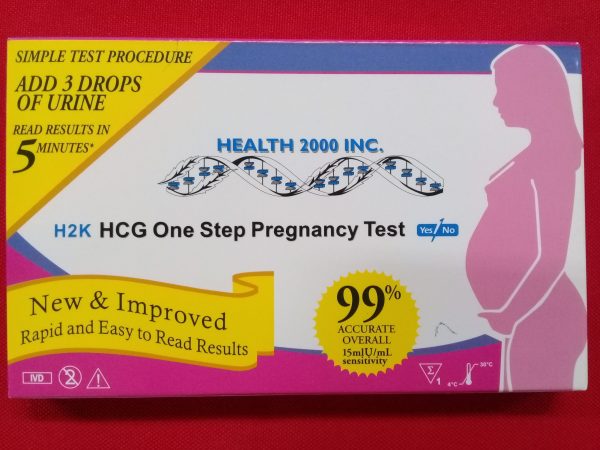 SIMPLE TEST PROCEDURE
ADD 3 DROPS
OF URINE
READ RESULTS IN
5 MINUTES*
HEALTH 2000 INC.
H2K HCG One Step Pregnancy Test Yes/No
New & Improved
Rapid and Easy to Read Results
99%
ACCURATE
OVERALL
15mIU/mL
sensitivity
IVD
2
Σ
1
4°C
30°C